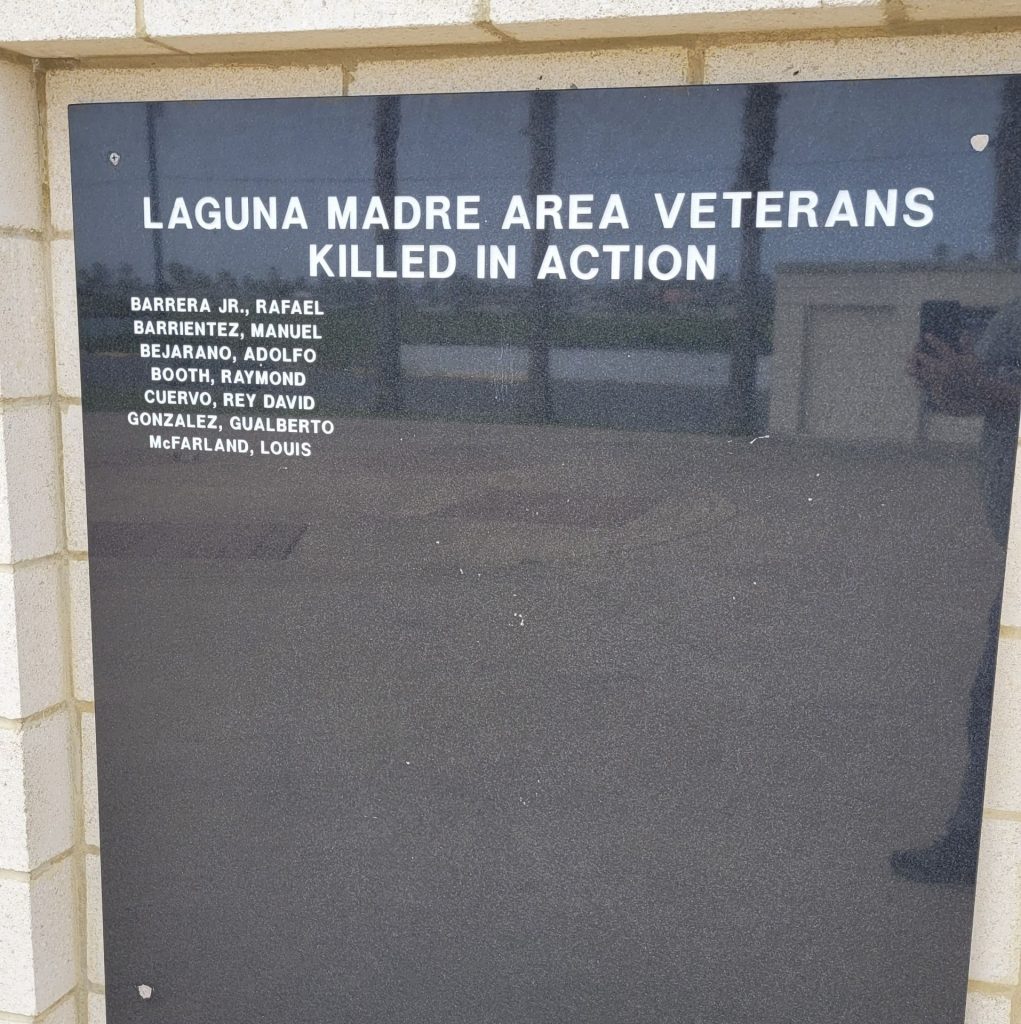 LAGUNA MADRE AREA VETERANS
KILLED IN ACTION
BARRERA JR., RAFAEL
BARRIENTEZ, MANUEL
BEJARANO, ADOLFO
BOOTH, RAYMOND
CUERVO, REY DAVID
GONZALEZ, GUALBERTO
McFARLAND, LOUIS